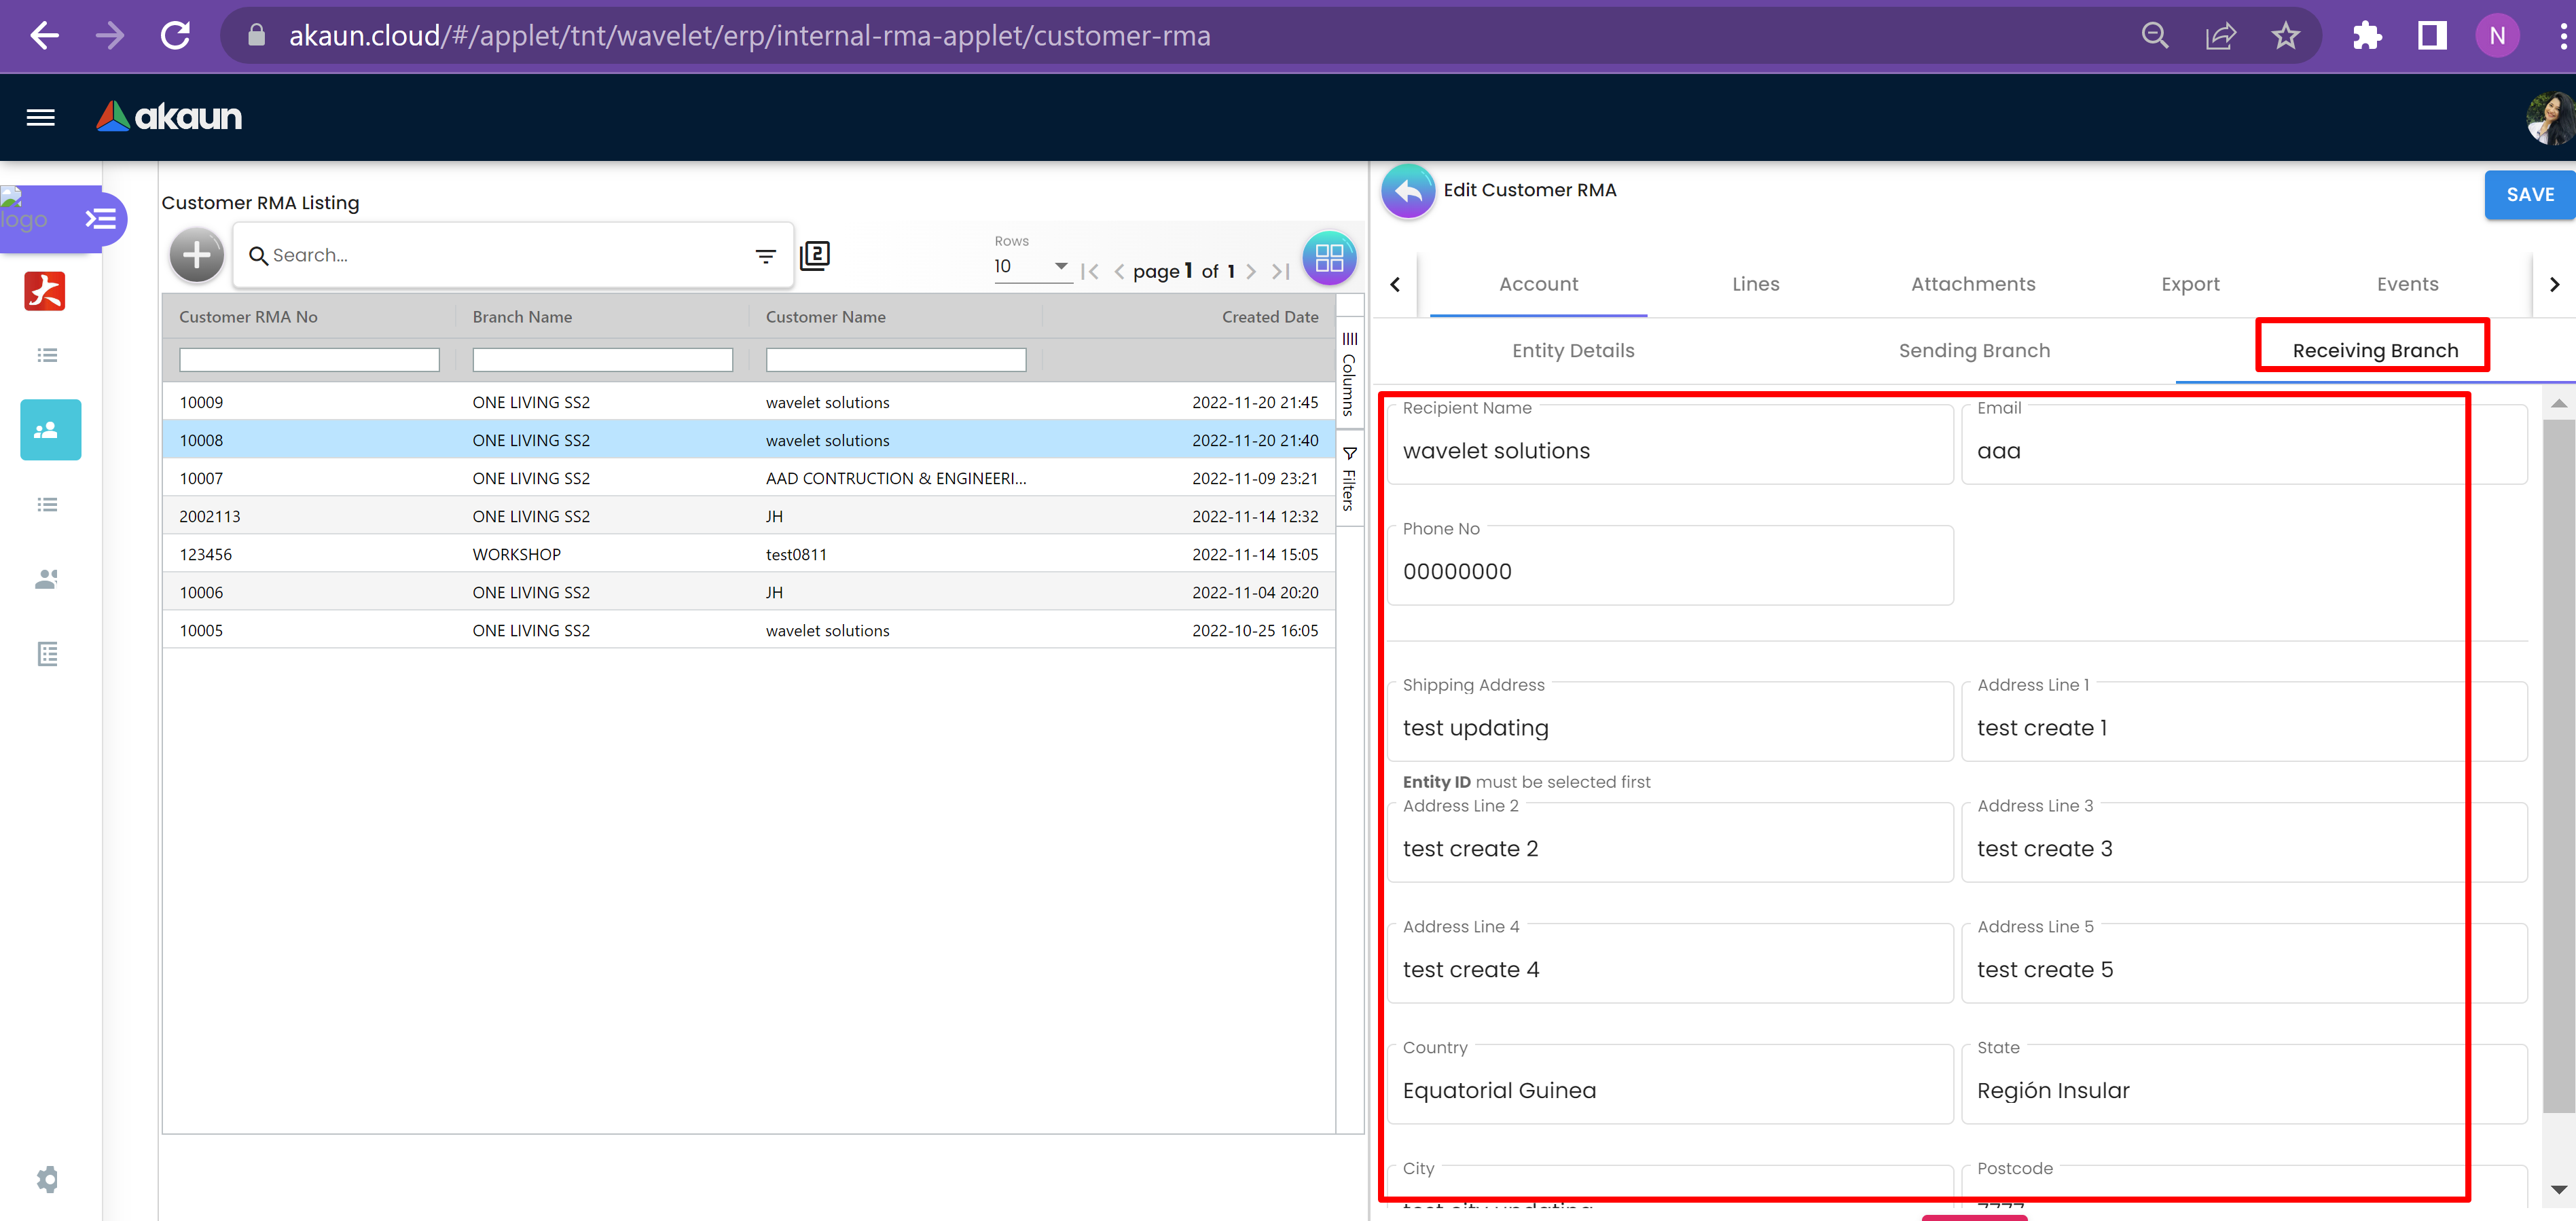 akaun.cloud/#/applet/tnt/wavelet/erp/internal-rma-applet/customer-rma
N
akaun
logo
Customer RMA Listing
Search...
2
Rows
10
page 1 of 1
Customer RMA No Branch Name Customer Name Created Date
10009 ONE LIVING SS2 wavelet solutions 2022-11-20 21:45
10008 ONE LIVING SS2 wavelet solutions 2022-11-20 21:40
10007 ONE LIVING SS2 AAD CONTRUCTION & ENGINEERI... 2022-11-09 23:21
2002113 ONE LIVING SS2 JH 2022-11-14 12:32
123456 WORKSHOP test0811 2022-11-14 15:05
10006 ONE LIVING SS2 JH 2022-11-04 20:20
10005 ONE LIVING SS2 wavelet solutions 2022-10-25 16:05
Columns
Filters
Edit Customer RMA
SAVE
Account Lines Attachments Export Events
Entity Details Sending Branch Receiving Branch
Recipient Name Email
wavelet solutions aaa
Phone No
00000000
Shipping Address Address Line 1
test updating test create 1
Entity ID must be selected first
Address Line 2 Address Line 3
test create 2 test create 3
Address Line 4 Address Line 5
test create 4 test create 5
Country State
Equatorial Guinea Región Insular
City Postcode
test city updating 7777